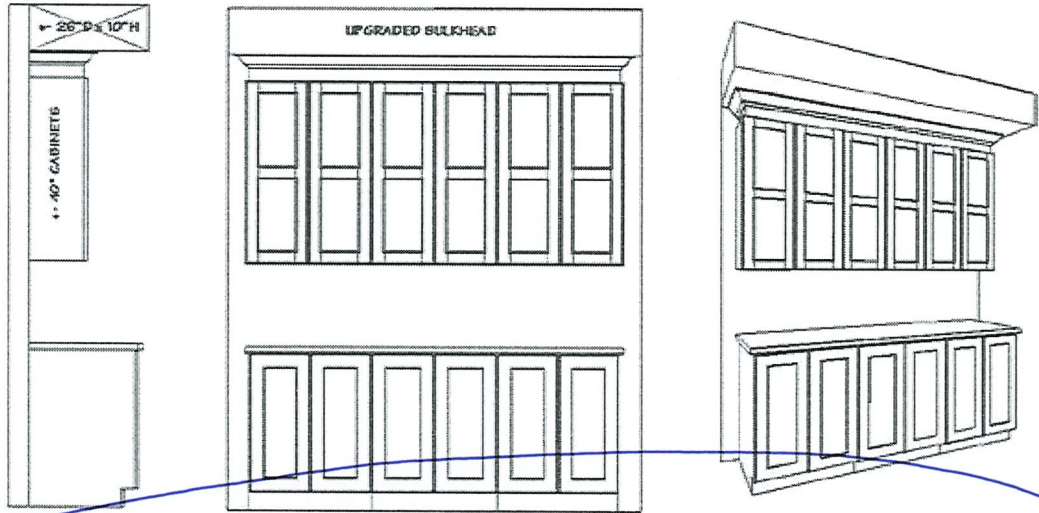 +- 26"D x 10"H
UPGRADED BULKHEAD
+- 40" CABINETS